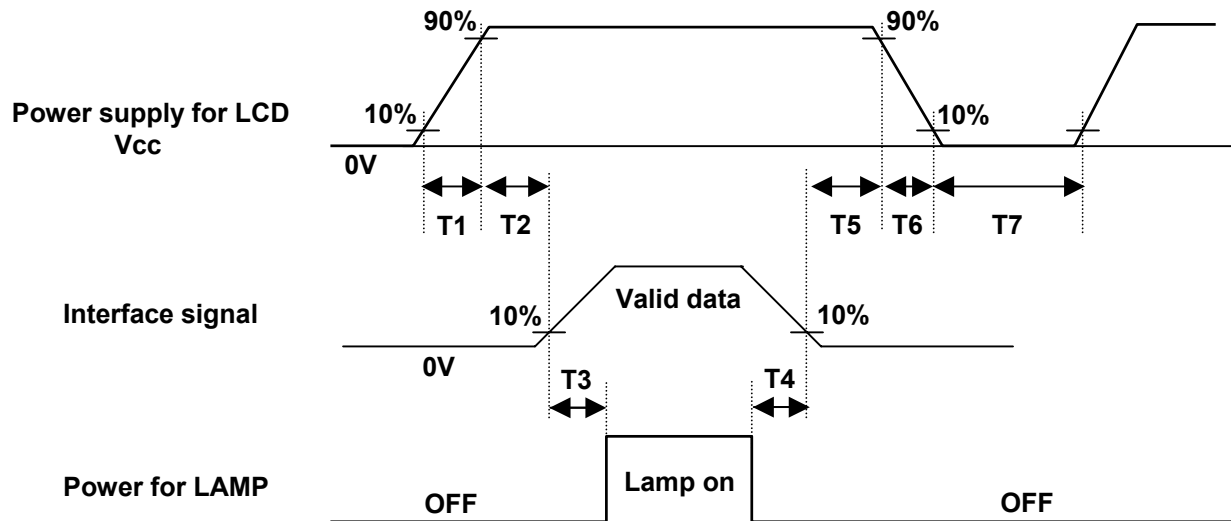 90%
90%
Power supply for LCD
Vcc
10%
10%
0V
T1
T2
T5
T6
T7
Interface signal
Valid data
10%
10%
0V
T3
T4
Power for LAMP
OFF
Lamp on
OFF